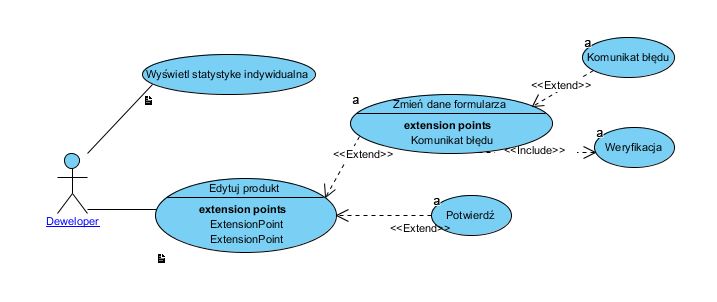 a
Komunikat błędu
Wyświetl statystyke indywidualna
<<Extend>>
a
Zmień dane formularza
extension points
Komunikat błędu
a
Weryfikacja
<<Include>>
<<Extend>>
Edytuj produkt
extension points
ExtensionPoint
ExtensionPoint
a
Potwierdź
<<Extend>>
Deweloper